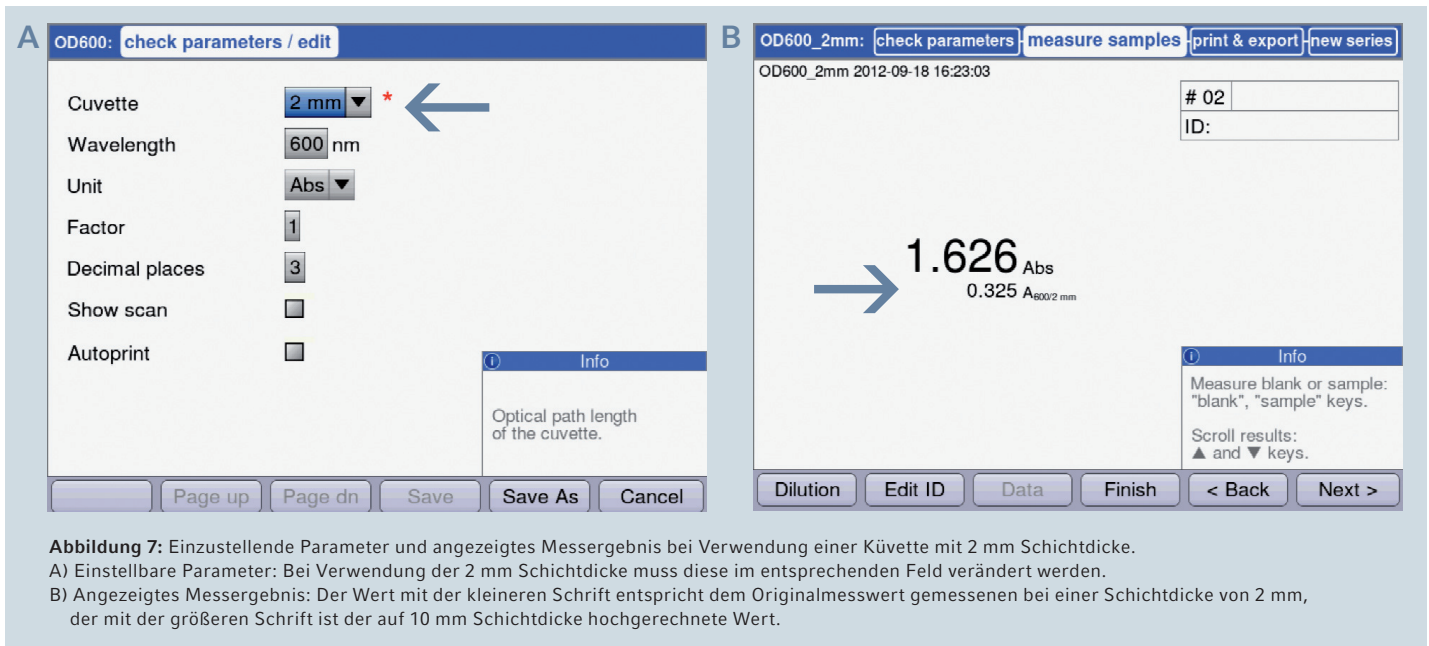 A
OD600: check parameters / edit
Cuvette 2 mm ▼ *
Wavelength 600 nm
Unit Abs ▼
Factor 1
Decimal places 3
Show scan
Autoprint
Info
Optical path length
of the cuvette.
Page up Page dn Save Save As Cancel
B
OD600_2mm: check parameters measure samples print & export new series
OD600_2mm 2012-09-18 16:23:03
# 02
ID:
1.626 Abs
0.325 A600/2 mm
Info
Measure blank or sample:
"blank", "sample" keys.
Scroll results:
▲ and ▼ keys.
Dilution Edit ID Data Finish < Back Next >
Abbildung 7: Einzustellende Parameter und angezeigtes Messergebnis bei Verwendung einer Küvette mit 2 mm Schichtdicke.
A) Einstellbare Parameter: Bei Verwendung der 2 mm Schichtdicke muss diese im entsprechenden Feld verändert werden.
B) Angezeigtes Messergebnis: Der Wert mit der kleineren Schrift entspricht dem Originalmesswert gemessenen bei einer Schichtdicke von 2 mm,
der mit der größeren Schrift ist der auf 10 mm Schichtdicke hochgerechnete Wert.